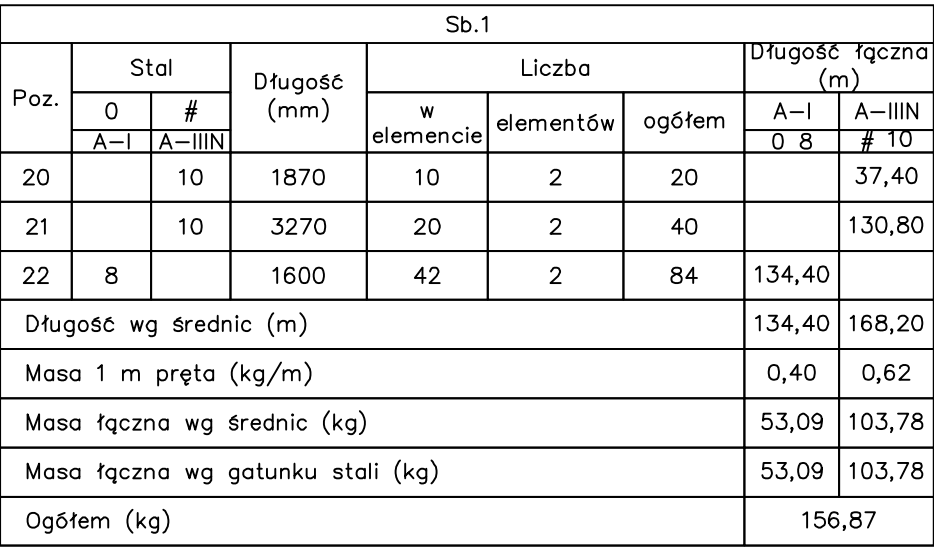 Sb.1
Poz. Stal Długość (mm) Liczba Długość łączna (m)
0 # w elemencie elementów ogółem A-I A-IIIN
A-I A-IIIN 0 8 # 10
20 10 1870 10 2 20 37,40
21 10 3270 20 2 40 130,80
22 8 1600 42 2 84 134,40
Długość wg średnic (m) 134,40 168,20
Masa 1 m pręta (kg/m) 0,40 0,62
Masa łączna wg średnic (kg) 53,09 103,78
Masa łączna wg gatunku stali (kg) 53,09 103,78
Ogółem (kg) 156,87